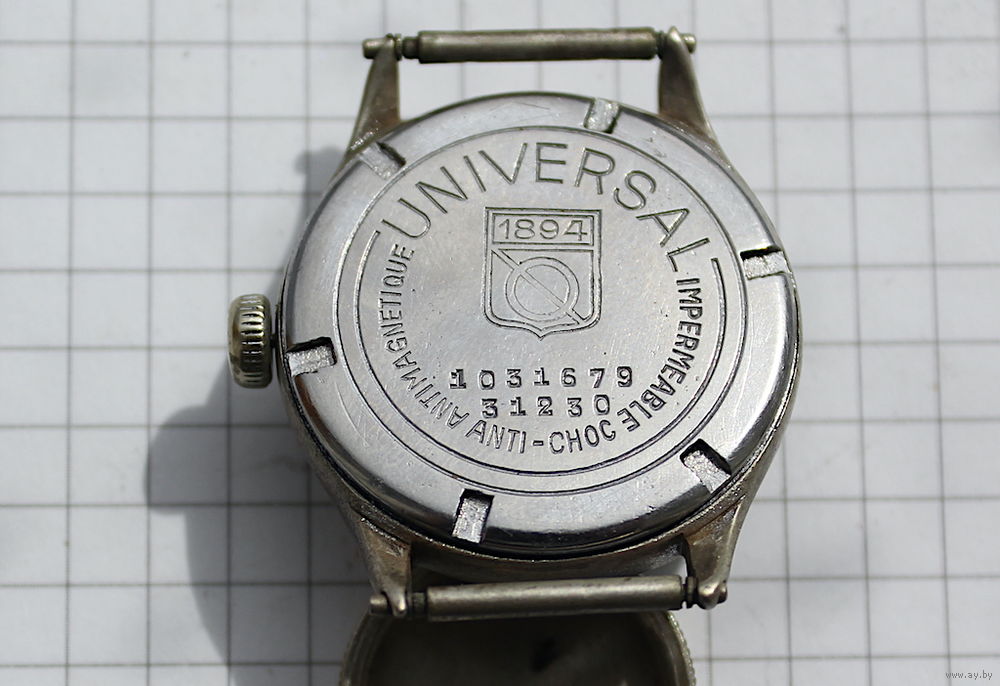 UNIVERSAL
1894
ANTIMAGNETIQUE
IMPERMEABLE
1031679
31230
ANTI-CHOC
www.ay.by